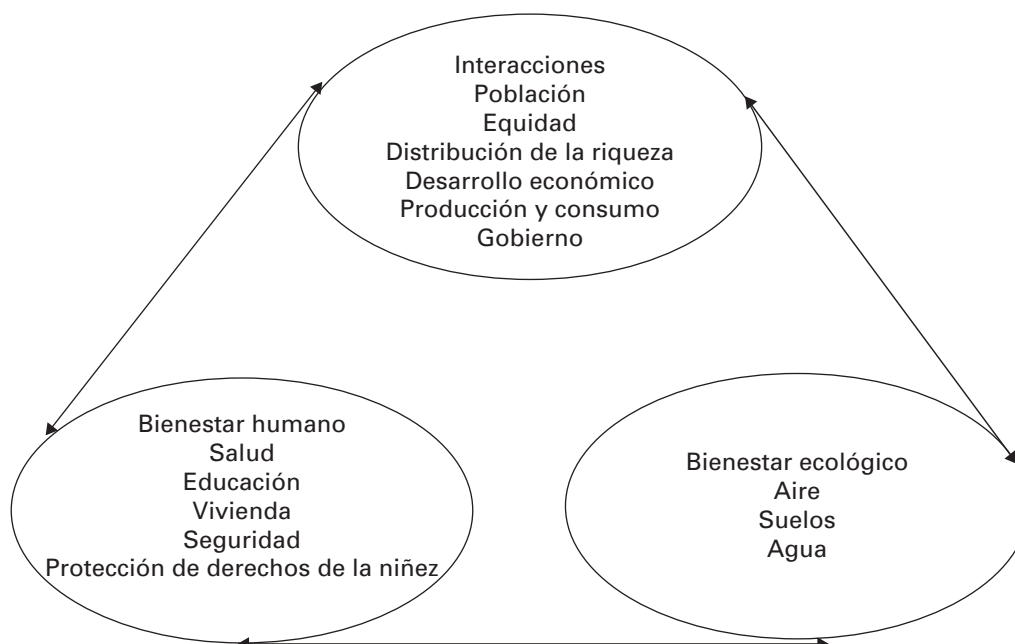 Interacciones
Población
Equidad
Distribución de la riqueza
Desarrollo económico
Producción y consumo
Gobierno
Bienestar humano
Salud
Educación
Vivienda
Seguridad
Protección de derechos de la niñez
Bienestar ecológico
Aire
Suelos
Agua